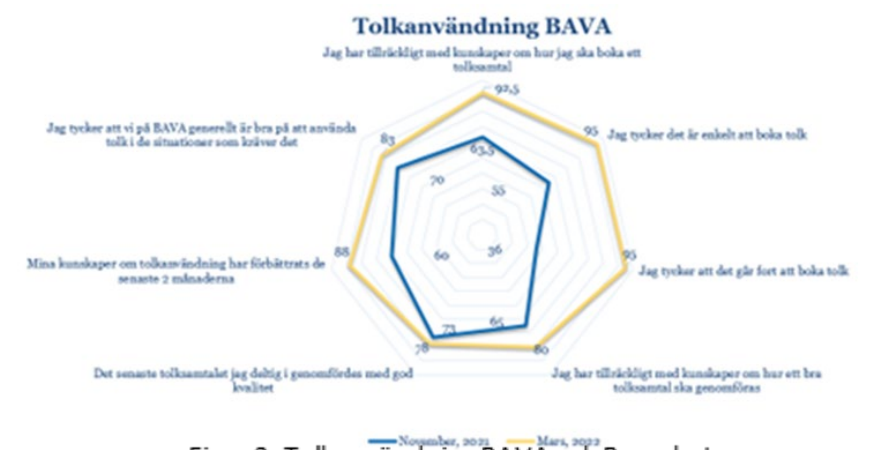 Tolkanvändning BAVA
Jag har tillräckligt med kunskaper om hur jag ska boka ett
tolksamtal
92,5
95
Jag tycker det är enkelt att boka tolk
Jag tycker att vi på BAVA generellt är bra på att använda
tolk i de situationer som kräver det
83
63,5
70
55
88
95
60
36
Mina kunskaper om tolkanvändning har förbättrats de
senaste 2 månaderna
Jag tycker att det går fort att boka tolk
73
65
78
80
Det senaste tolksamtalet jag deltig i genomfördes med god
kvalitet
Jag har tillräckligt med kunskaper om hur ett bra
tolksamtal ska genomföras
November, 2021
Mars, 2022